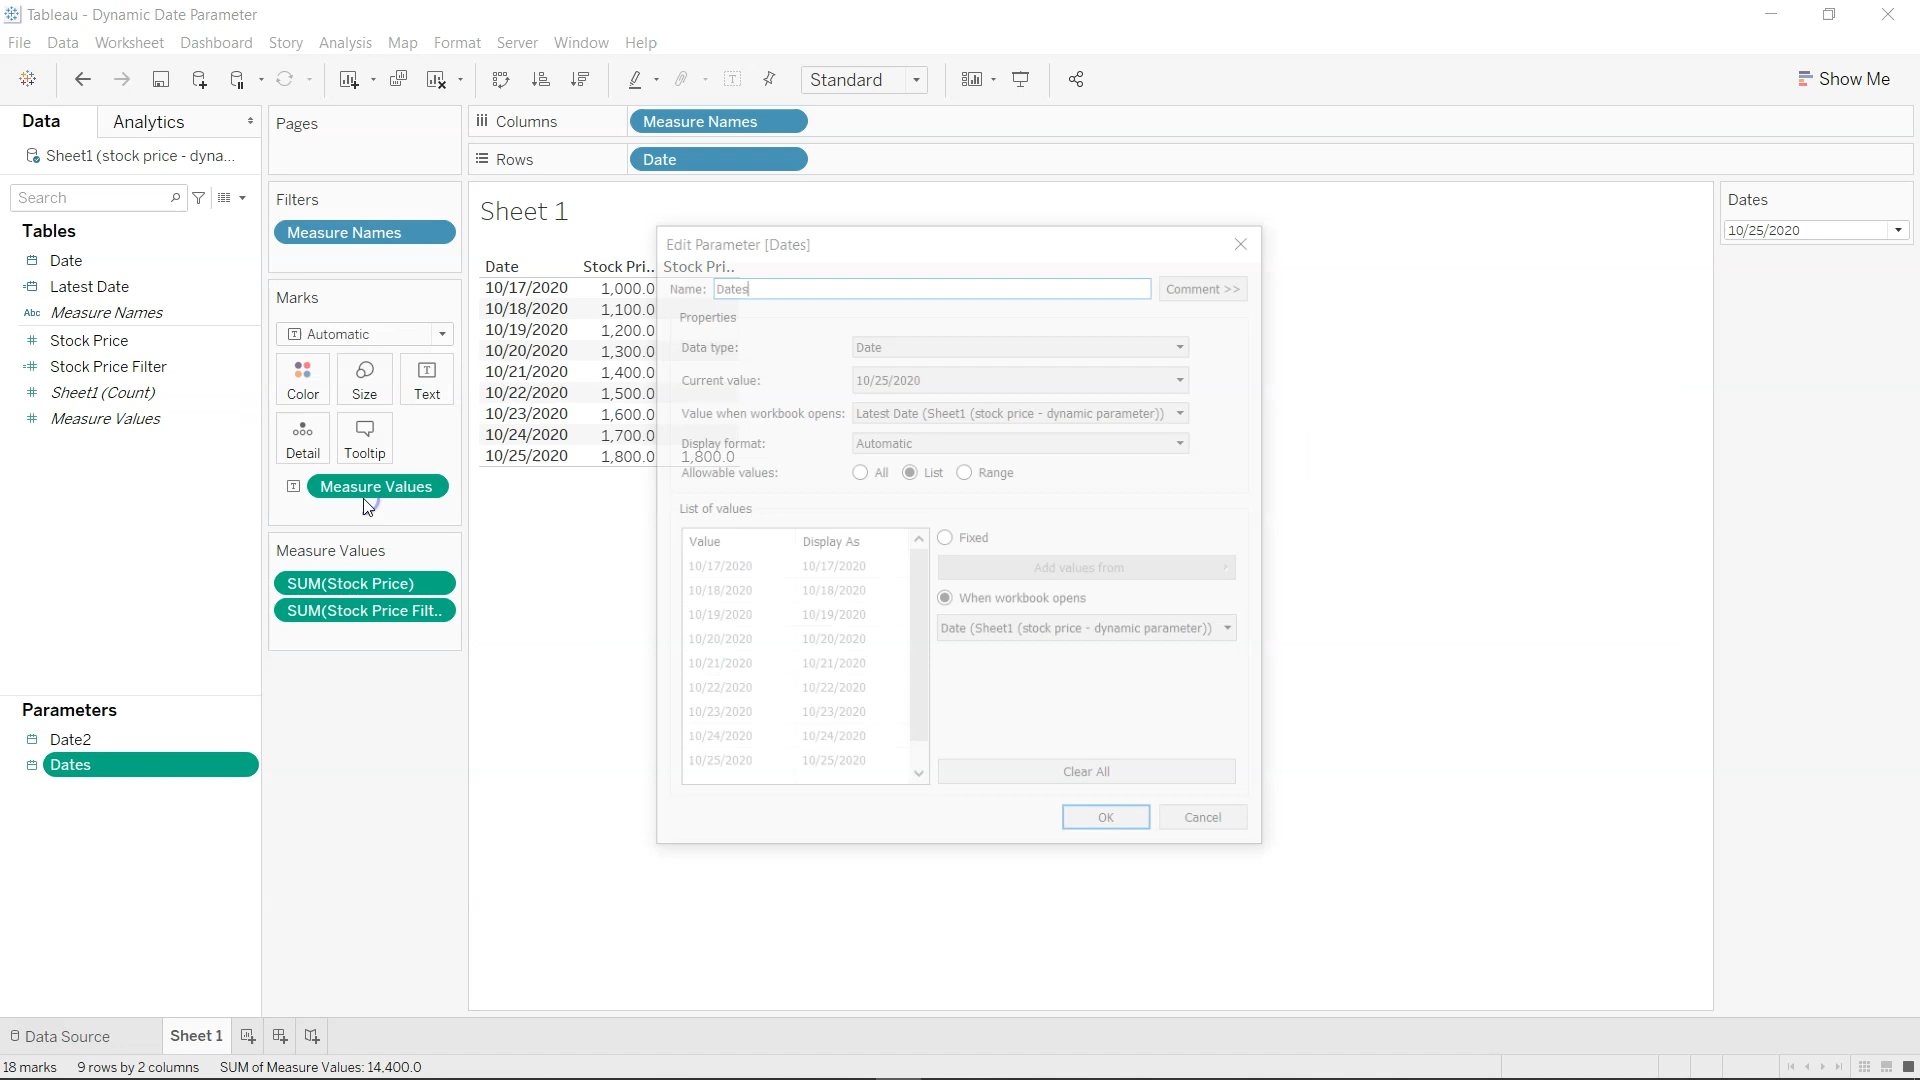 Tableau - Dynamic Date Parameter
File Data Worksheet Dashboard Story Analysis Map Format Server Window Help
Standard
Show Me
Data Analytics
Sheet1 (stock price - dyna...
Search
Tables
Date
Latest Date
Abc Measure Names
Stock Price
Stock Price Filter
Sheet1 (Count)
Measure Values
Parameters
Date2
Dates
Pages
Filters
Measure Names
Marks
Automatic
Color Size Text
Detail Tooltip
Measure Values
Measure Values
SUM(Stock Price)
SUM(Stock Price Filt..
Columns Measure Names
Rows Date
Sheet 1
Date Stock Pri.. Stock Pri..
10/17/2020 1,000.0
10/18/2020 1,100.0
10/19/2020 1,200.0
10/20/2020 1,300.0
10/21/2020 1,400.0
10/22/2020 1,500.0
10/23/2020 1,600.0
10/24/2020 1,700.0
10/25/2020 1,800.0 1,800.0
Edit Parameter [Dates]
Name: Dates Comment >>
Properties
Data type: Date
Current value: 10/25/2020
Value when workbook opens: Latest Date (Sheet1 (stock price - dynamic parameter))
Display format: Automatic
Allowable values: All List Range
List of values
Value Display As
10/17/2020 10/17/2020
10/18/2020 10/18/2020
10/19/2020 10/19/2020
10/20/2020 10/20/2020
10/21/2020 10/21/2020
10/22/2020 10/22/2020
10/23/2020 10/23/2020
10/24/2020 10/24/2020
10/25/2020 10/25/2020
Fixed
Add values from
When workbook opens
Date (Sheet1 (stock price - dynamic parameter))
Clear All
OK Cancel
Dates
10/25/2020
Data Source Sheet 1
18 marks 9 rows by 2 columns SUM of Measure Values: 14,400.0